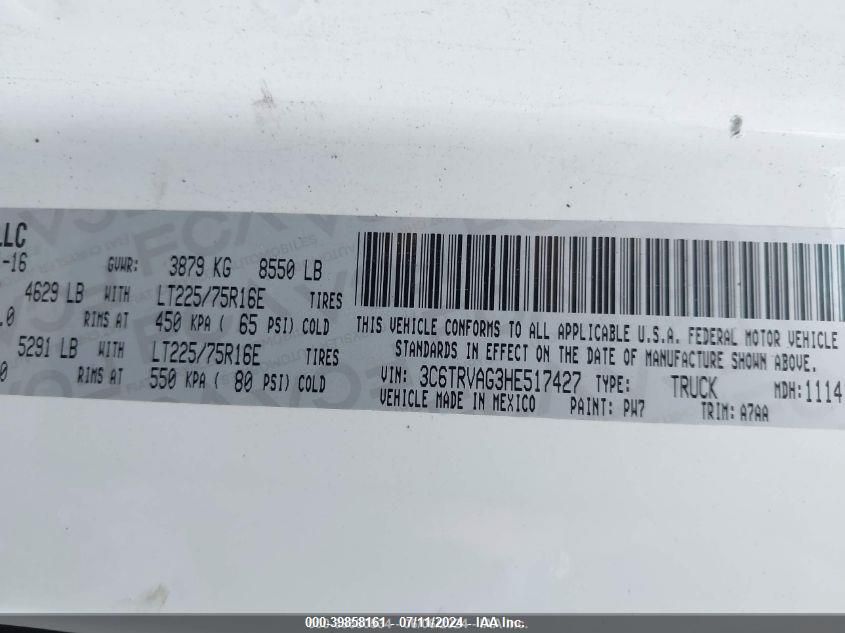 LLC
-16 GVWR: 3879 KG 8550 LB
4629 LB WITH LT225/75R16E TIRES
.0 RIMS AT 450 KPA ( 65 PSI) COLD
5291 LB WITH LT225/75R16E TIRES
0 RIMS AT 550 KPA ( 80 PSI) COLD
THIS VEHICLE CONFORMS TO ALL APPLICABLE U.S.A. FEDERAL MOTOR VEHICLE
STANDARDS IN EFFECT ON THE DATE OF MANUFACTURE SHOWN ABOVE.
VIN: 3C6TRVAG3HE517427 TYPE: TRUCK MDH: 1114
VEHICLE MADE IN MEXICO PAINT: PW7 TRIM: A7AA
000-39858161 - 07/11/2024 - IAA Inc.